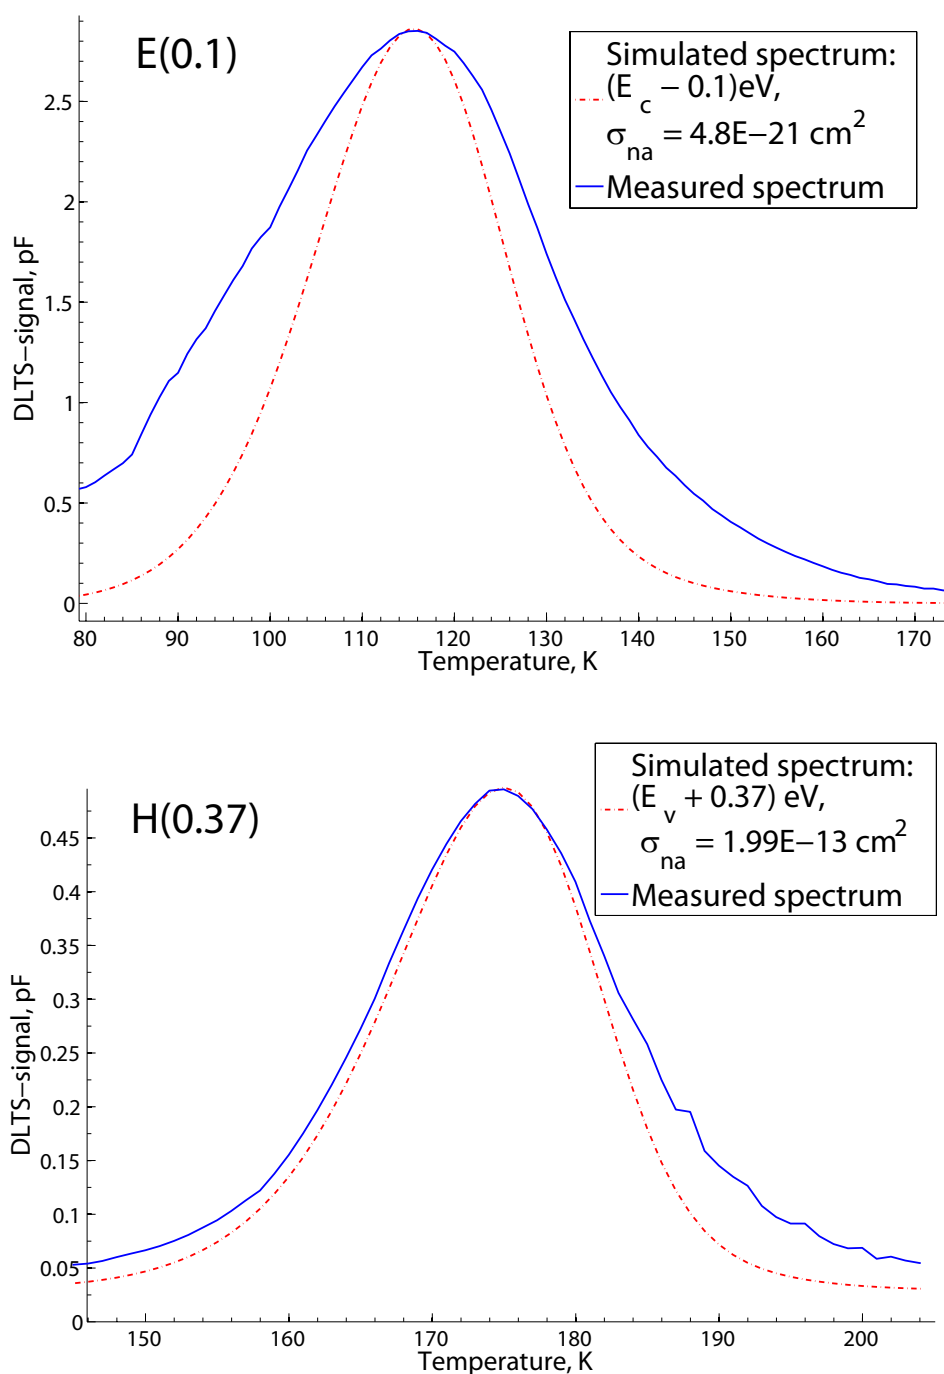 E(0.1)
Simulated spectrum:
(E c − 0.1)eV,
σna = 4.8E−21 cm2
Measured spectrum
DLTS−signal, pF
2.5
2
1.5
1
0.5
0
80 90 100 110 120 130 140 150 160 170
Temperature, K
H(0.37)
Simulated spectrum:
(E v + 0.37) eV,
σna = 1.99E−13 cm2
Measured spectrum
DLTS−signal, pF
0.45
0.4
0.35
0.3
0.25
0.2
0.15
0.1
0.05
0
150 160 170 180 190 200
Temperature, K